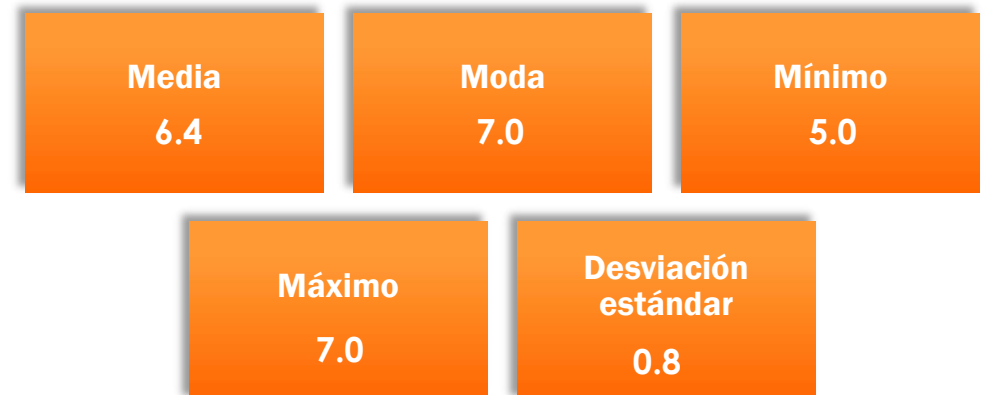 Media
6.4
Moda
7.0
Mínimo
5.0
Máximo
7.0
Desviación
estándar
0.8